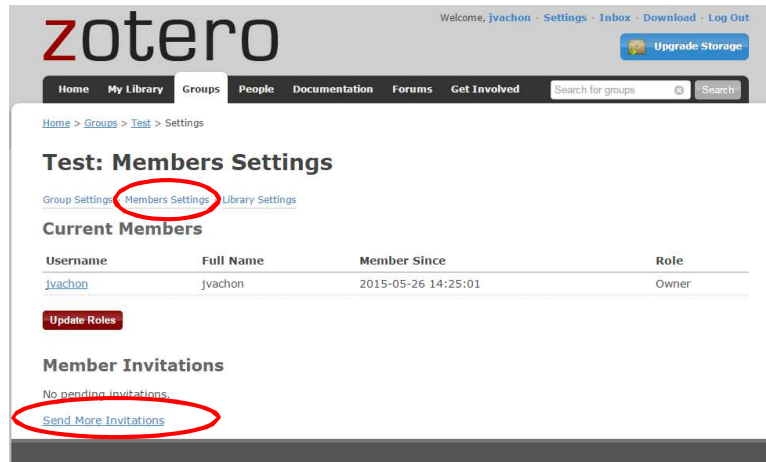 zotero
Welcome, jvachon · Settings · Inbox · Download · Log Out
Upgrade Storage
Home My Library Groups People Documentation Forums Get Involved Search for groups Search
Home > Groups > Test > Settings
Test: Members Settings
Group Settings · Members Settings · Library Settings
Current Members
Username Full Name Member Since Role
jvachon jvachon 2015-05-26 14:25:01 Owner
Update Roles
Member Invitations
No pending invitations.
Send More Invitations